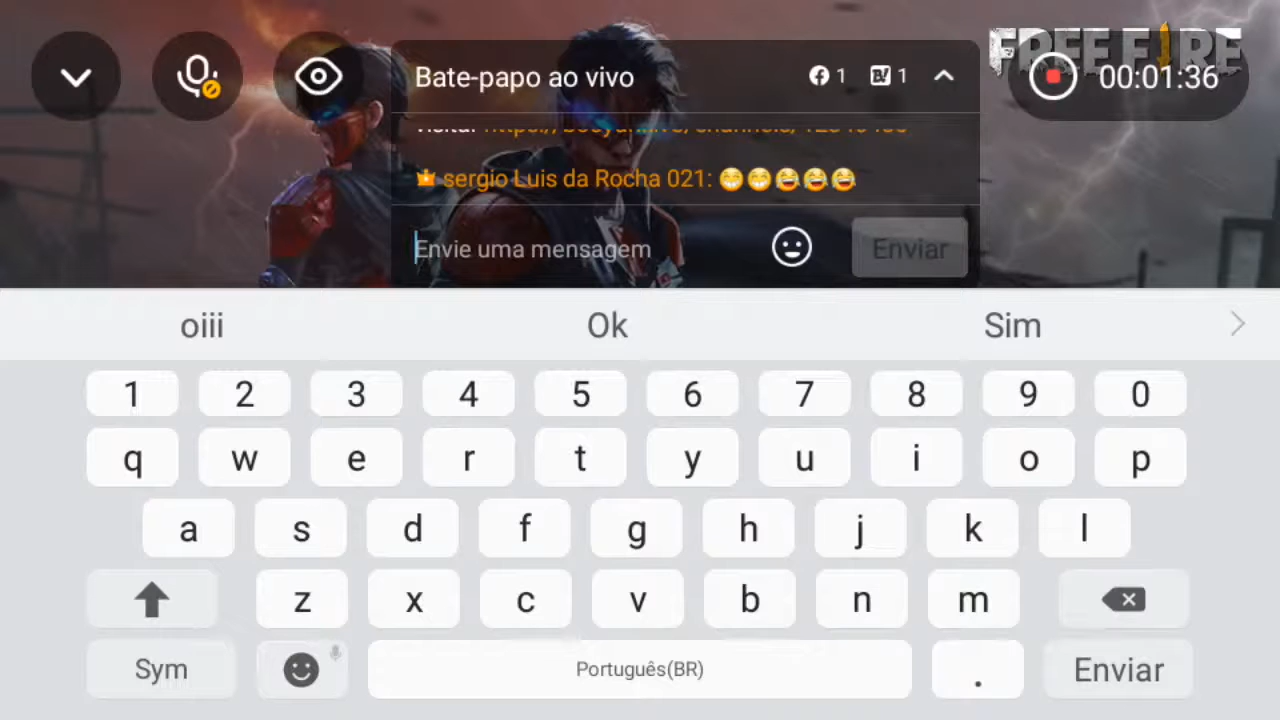 FREE FIRE
Bate-papo ao vivo
1
B!
1
00:01:36
sergio Luis da Rocha 021: 😁😁😂😂😂
Envie uma mensagem
Enviar
oiii Ok Sim
1 2 3 4 5 6 7 8 9 0
q w e r t y u i o p
a s d f g h j k l
z x c v b n m
Sym Português(BR) . Enviar